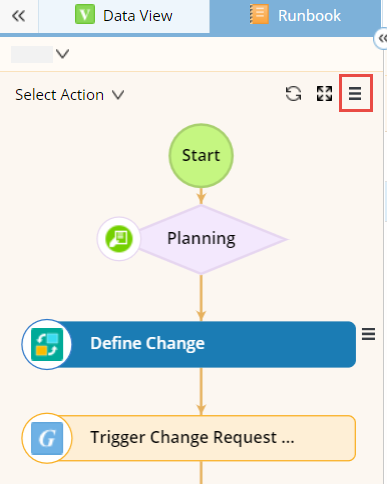 Data View
Runbook
Select Action
Start
Planning
Define Change
G Trigger Change Request ...